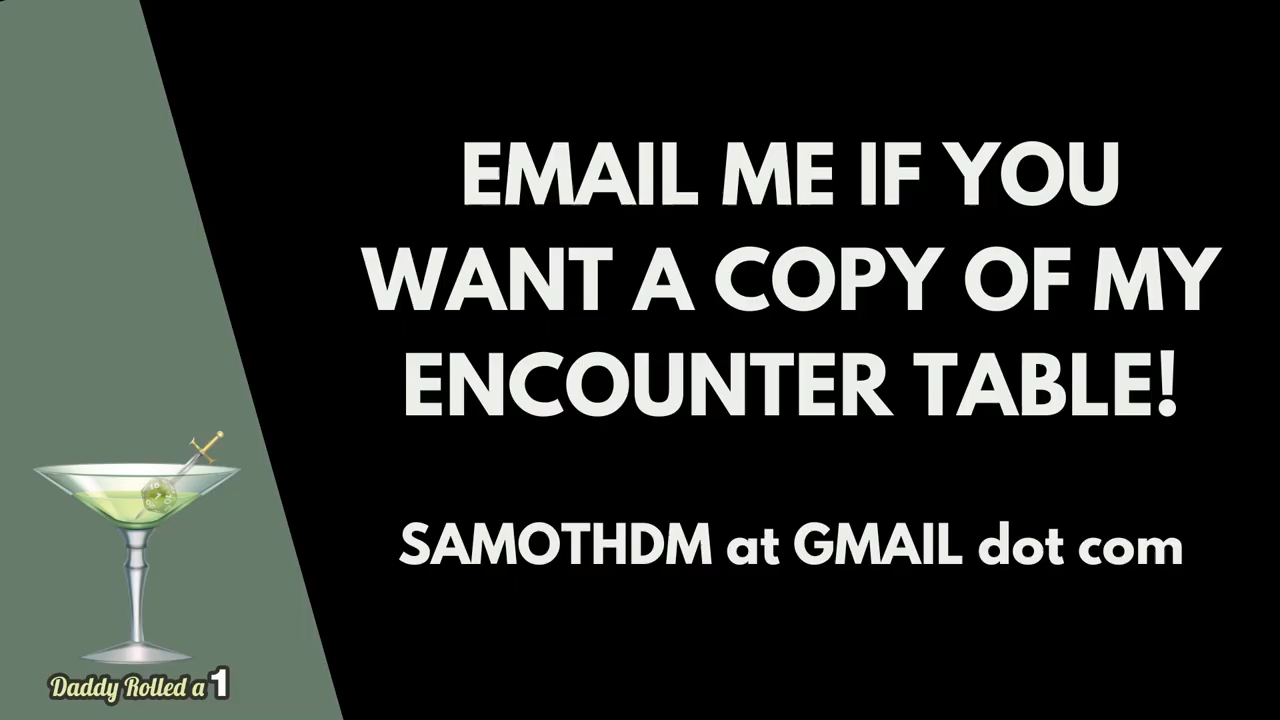 EMAIL ME IF YOU
WANT A COPY OF MY
ENCOUNTER TABLE!
SAMOTHDM at GMAIL dot com
Daddy Rolled a 1